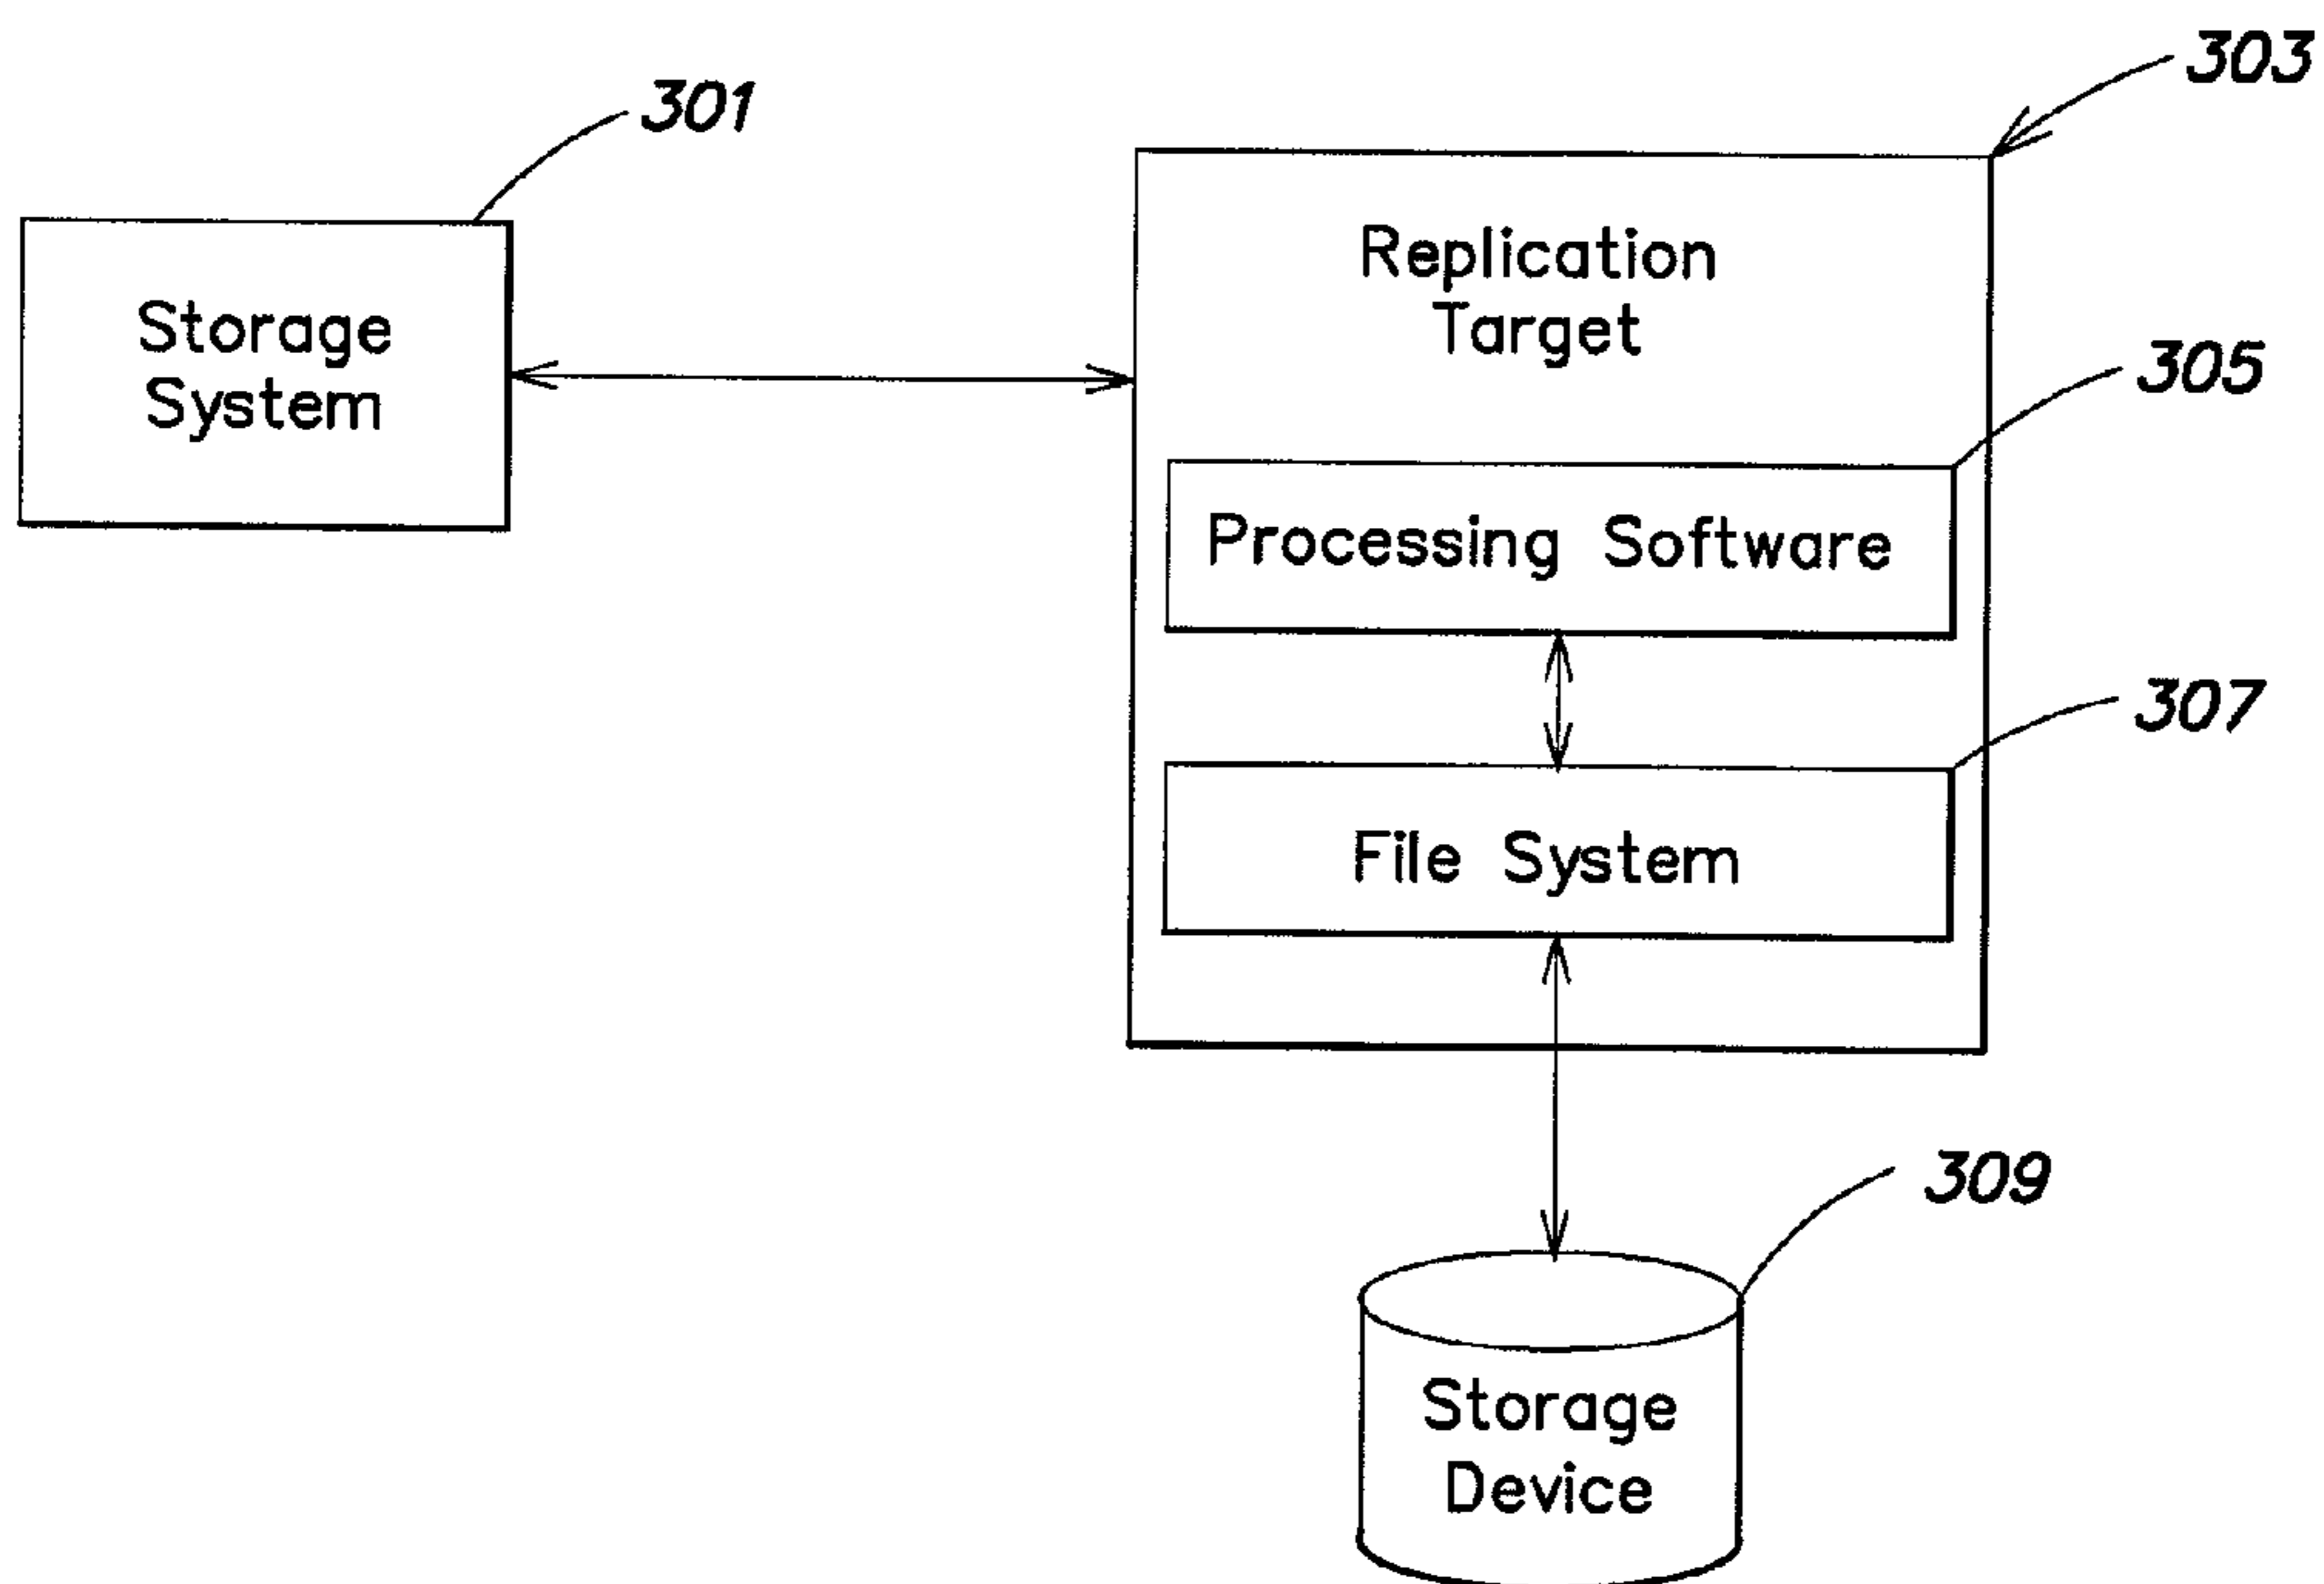 303
301
Replication
Target
Storage
System
305
Processing Software
307
File System
309
Storage
Device